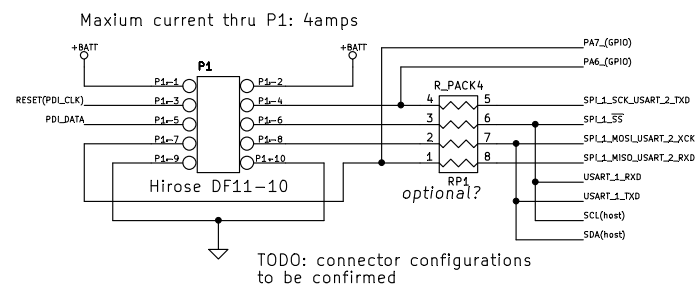 Maxium current thru P1: 4amps
+BATT
+BATT
P1
P1-1
P1-2
P1-3
P1-4
P1-5
P1-6
P1-7
P1-8
P1-9
P1-10
RESET(PDI_CLK)
PDI_DATA
Hirose DF11-10
R_PACK4
4 5
3 6
2 7
1 8
RP1
optional?
PA7_(GPIO)
PA6_(GPIO)
SPI_1_SCK_USART_2_TXD
SPI_1_SS
SPI_1_MOSI_USART_2_XCK
SPI_1_MISO_USART_2_RXD
USART_1_RXD
USART_1_TXD
SCL(host)
SDA(host)
TODO: connector configurations
to be confirmed